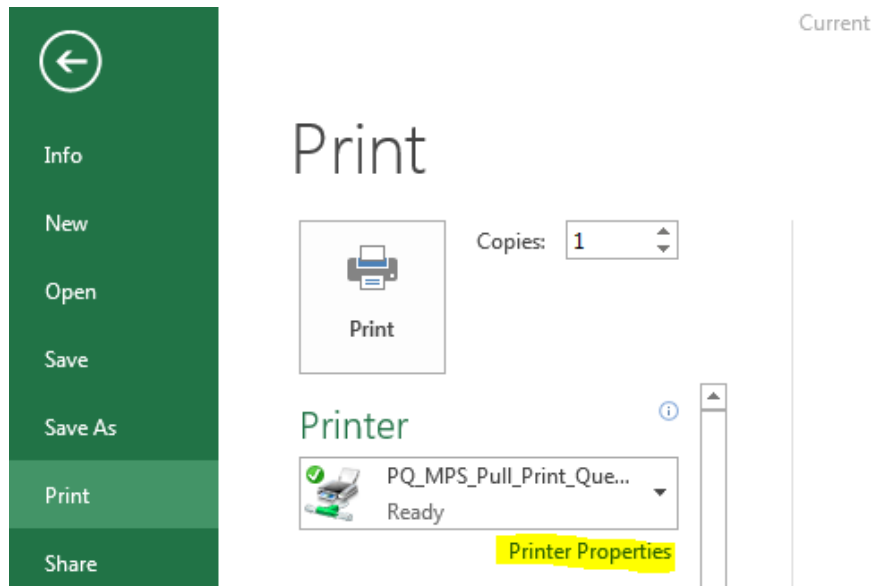 Current
Info
New
Open
Save
Save As
Print
Share
Print
Print
Copies: 1
Printer
PQ_MPS_Pull_Print_Que...
Ready
Printer Properties